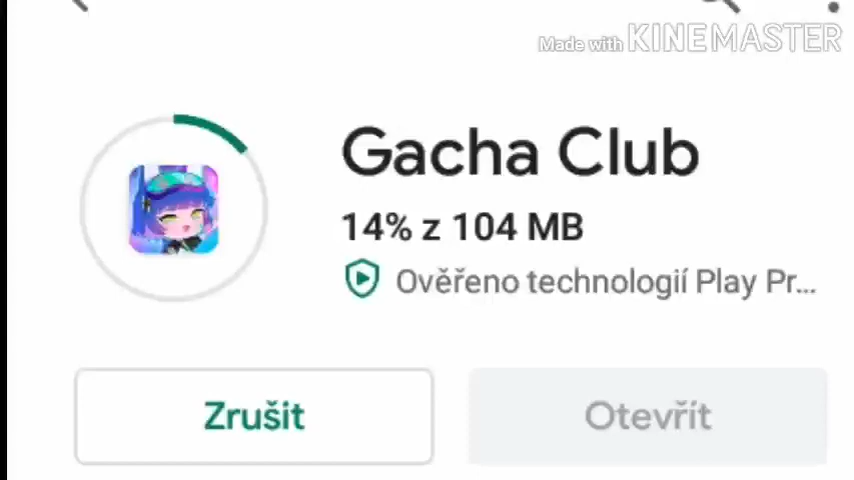 Made with KINEMASTER
Gacha Club
14% z 104 MB
Ověřeno technologií Play Pr...
Zrušit
Otevřít